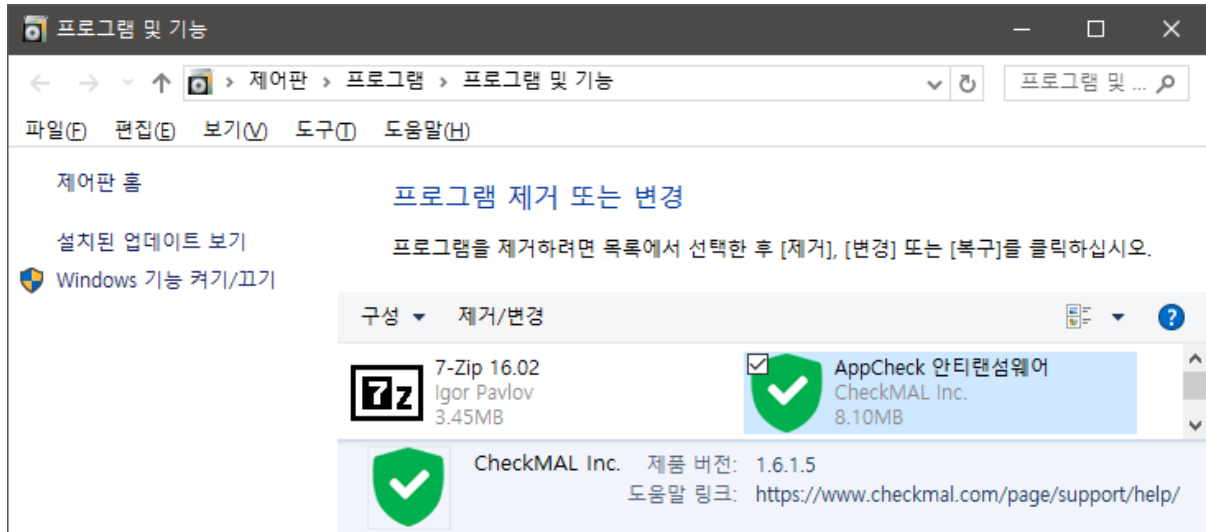 프로그램 및 기능
제어판 › 프로그램 › 프로그램 및 기능
프로그램 및 ...
파일(F) 편집(E) 보기(V) 도구(T) 도움말(H)
제어판 홈
설치된 업데이트 보기
Windows 기능 켜기/끄기
프로그램 제거 또는 변경
프로그램을 제거하려면 목록에서 선택한 후 [제거], [변경] 또는 [복구]를 클릭하십시오.
구성 제거/변경
7z
7-Zip 16.02
Igor Pavlov
3.45MB
AppCheck 안티랜섬웨어
CheckMAL Inc.
8.10MB
CheckMAL Inc. 제품 버전: 1.6.1.5
도움말 링크: https://www.checkmal.com/page/support/help/